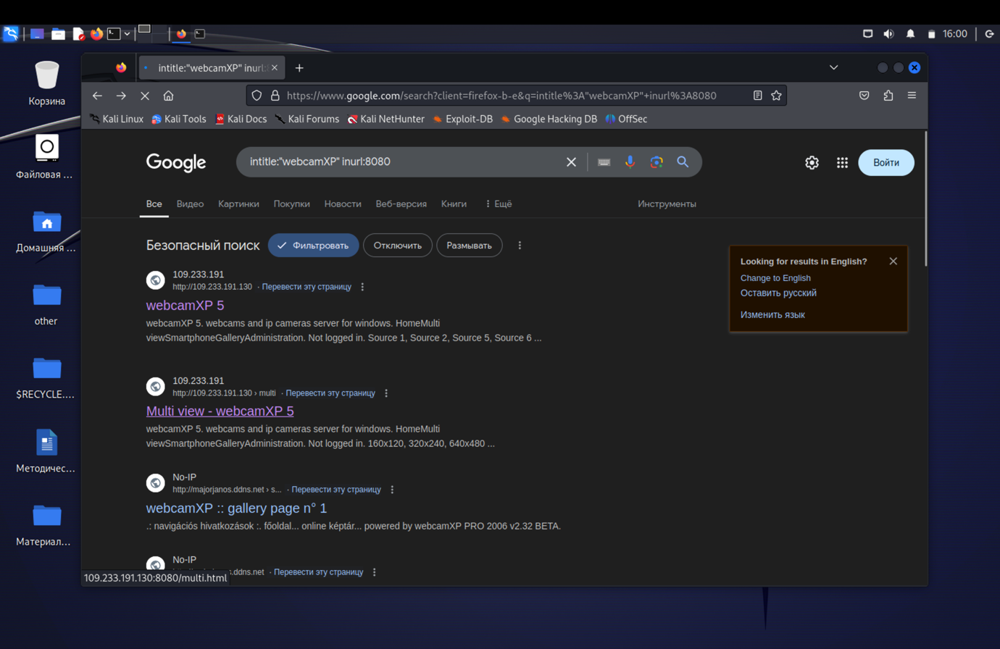 16:00
Корзина
Файловая ...
Домашняя ...
other
$RECYCLE....
Методичес...
Материал...
intitle:"webcamXP" inurl:8
https://www.google.com/search?client=firefox-b-e&q=intitle%3A"webcamXP"+inurl%3A8080
Kali Linux Kali Tools Kali Docs Kali Forums Kali NetHunter Exploit-DB Google Hacking DB OffSec
Google intitle:"webcamXP" inurl:8080 Войти
Все Видео Картинки Покупки Новости Веб-версия Книги Ещё Инструменты
Безопасный поиск Фильтровать Отключить Размывать
109.233.191
http://109.233.191.130 · Перевести эту страницу
webcamXP 5
webcamXP 5. webcams and ip cameras server for windows. HomeMulti
viewSmartphoneGalleryAdministration. Not logged in. Source 1, Source 2, Source 5, Source 6 ...
Looking for results in English?
Change to English
Оставить русский
Изменить язык
109.233.191
http://109.233.191.130 › multi · Перевести эту страницу
Multi view - webcamXP 5
webcamXP 5. webcams and ip cameras server for windows. HomeMulti
viewSmartphoneGalleryAdministration. Not logged in. 160x120, 320x240, 640x480 ...
No-IP
http://majorjanos.ddns.net › s... · Перевести эту страницу
webcamXP :: gallery page n° 1
.: navigációs hivatkozások :. főoldal... online képtár... powered by webcamXP PRO 2006 v2.32 BETA.
No-IP
.ddns.net · Перевести эту страницу
109.233.191.130:8080/multi.html